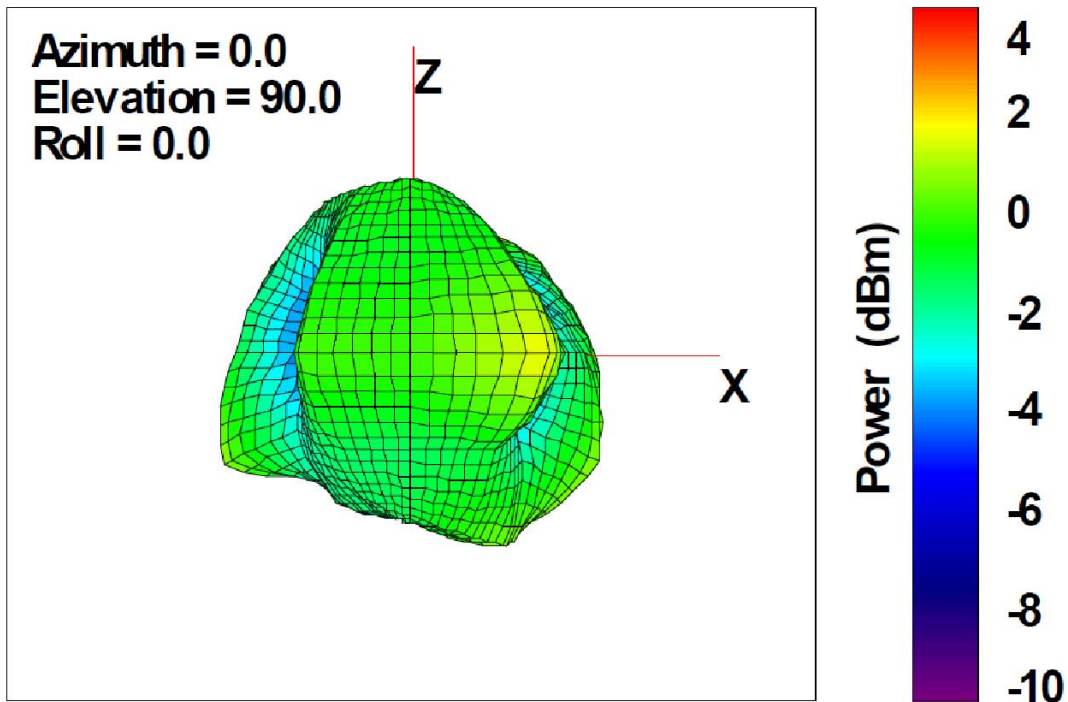 Azimuth = 0.0
Elevation = 90.0
Roll = 0.0
Z
X
Power (dBm)
4
2
0
-2
-4
-6
-8
-10